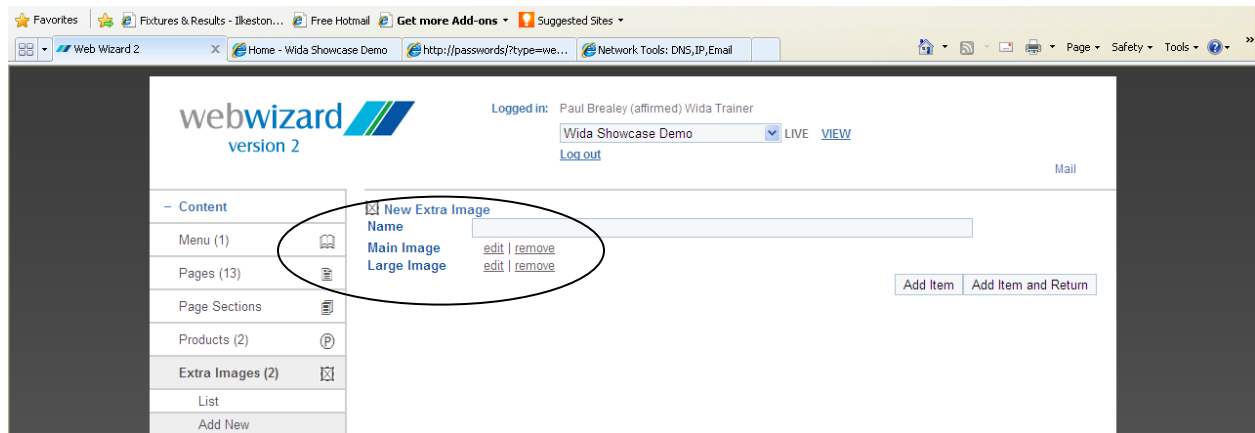 Favorites Fixtures & Results - Ilkeston... Free Hotmail Get more Add-ons Suggested Sites
Web Wizard 2 X Home - Wida Showcase Demo http://passwords/?type=we... Network Tools: DNS,IP,Email Page Safety Tools »
webwizard
version 2
Logged in: Paul Brealey (affirmed) Wida Trainer
Wida Showcase Demo LIVE VIEW
Log out
Mail
– Content
Menu (1)
Pages (13)
Page Sections
Products (2) P
Extra Images (2)
List
Add New
New Extra Image
Name
Main Image edit | remove
Large Image edit | remove
Add Item Add Item and Return